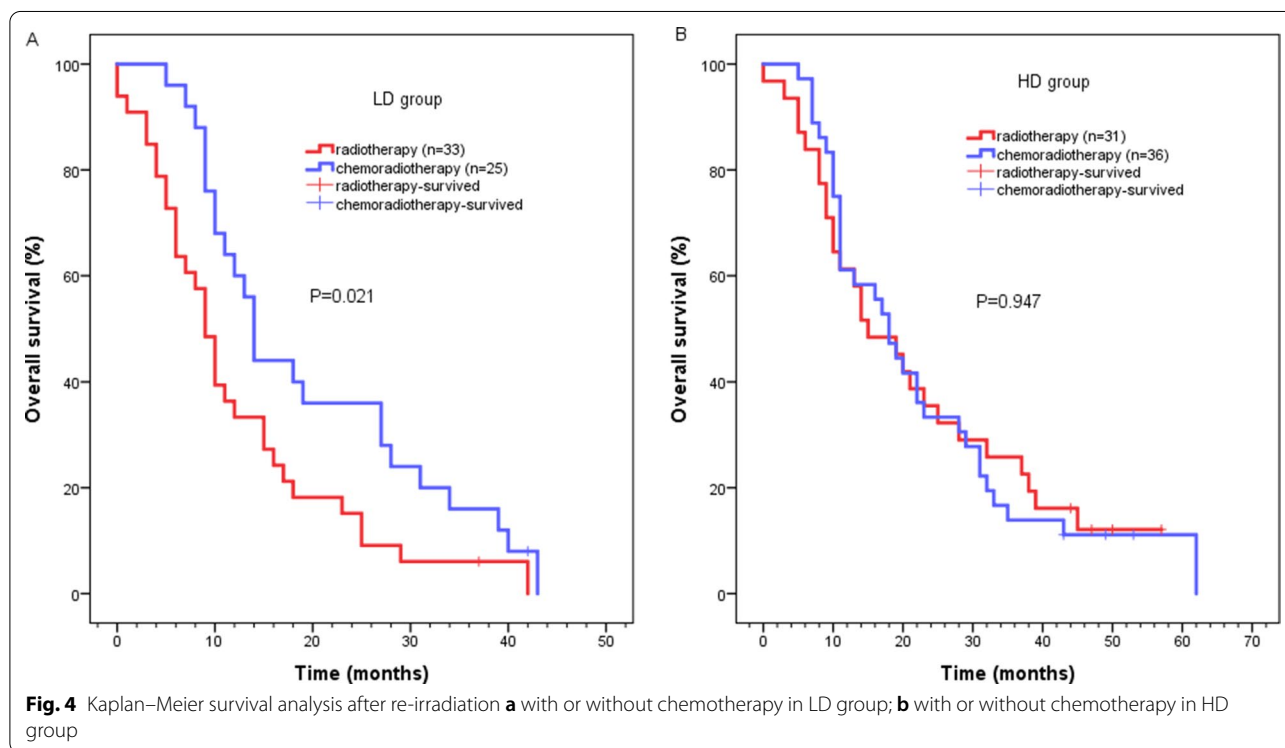 A
LD group
radiotherapy (n=33)
chemoradiotherapy (n=25)
radiotherapy-survived
chemoradiotherapy-survived
P=0.021
Overall survival (%)
100
80
60
40
20
0
0 10 20 30 40 50
Time (months)
B
HD group
radiotherapy (n=31)
chemoradiotherapy (n=36)
radiotherapy-survived
chemoradiotherapy-survived
P=0.947
Overall survival (%)
100
80
60
40
20
0
0 10 20 30 40 50 60 70
Time (months)
Fig. 4 Kaplan–Meier survival analysis after re-irradiation a with or without chemotherapy in LD group; b with or without chemotherapy in HD
group